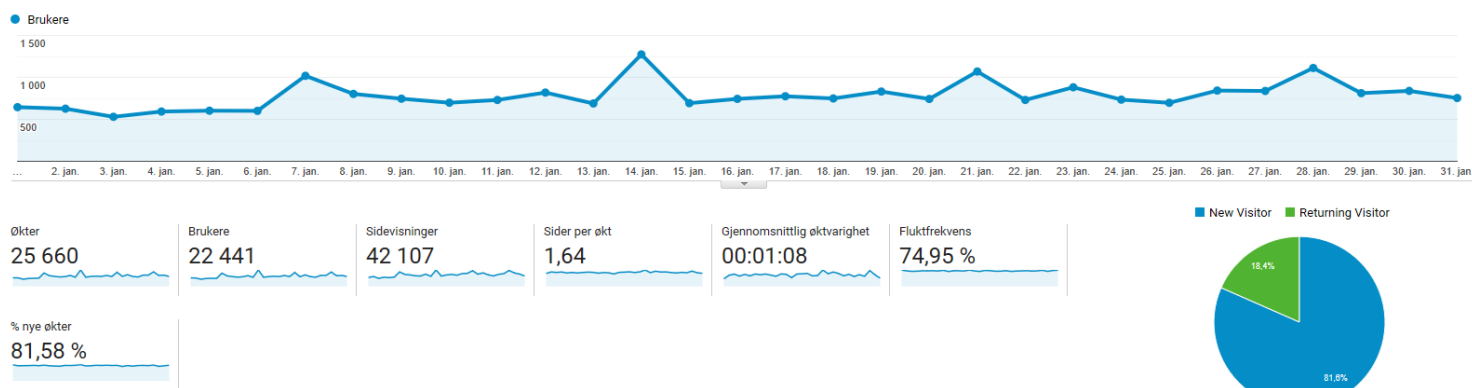 Brukere
1 500
1 000
500
... 2. jan. 3. jan. 4. jan. 5. jan. 6. jan. 7. jan. 8. jan. 9. jan. 10. jan. 11. jan. 12. jan. 13. jan. 14. jan. 15. jan. 16. jan. 17. jan. 18. jan. 19. jan. 20. jan. 21. jan. 22. jan. 23. jan. 24. jan. 25. jan. 26. jan. 27. jan. 28. jan. 29. jan. 30. jan. 31. jan
New Visitor Returning Visitor
Økter Brukere Sidevisninger Sider per økt Gjennomsnittlig øktvarighet Fluktfrekvens
25 660 22 441 42 107 1,64 00:01:08 74,95 %
18,4%
% nye økter
81,58 %
81,6%